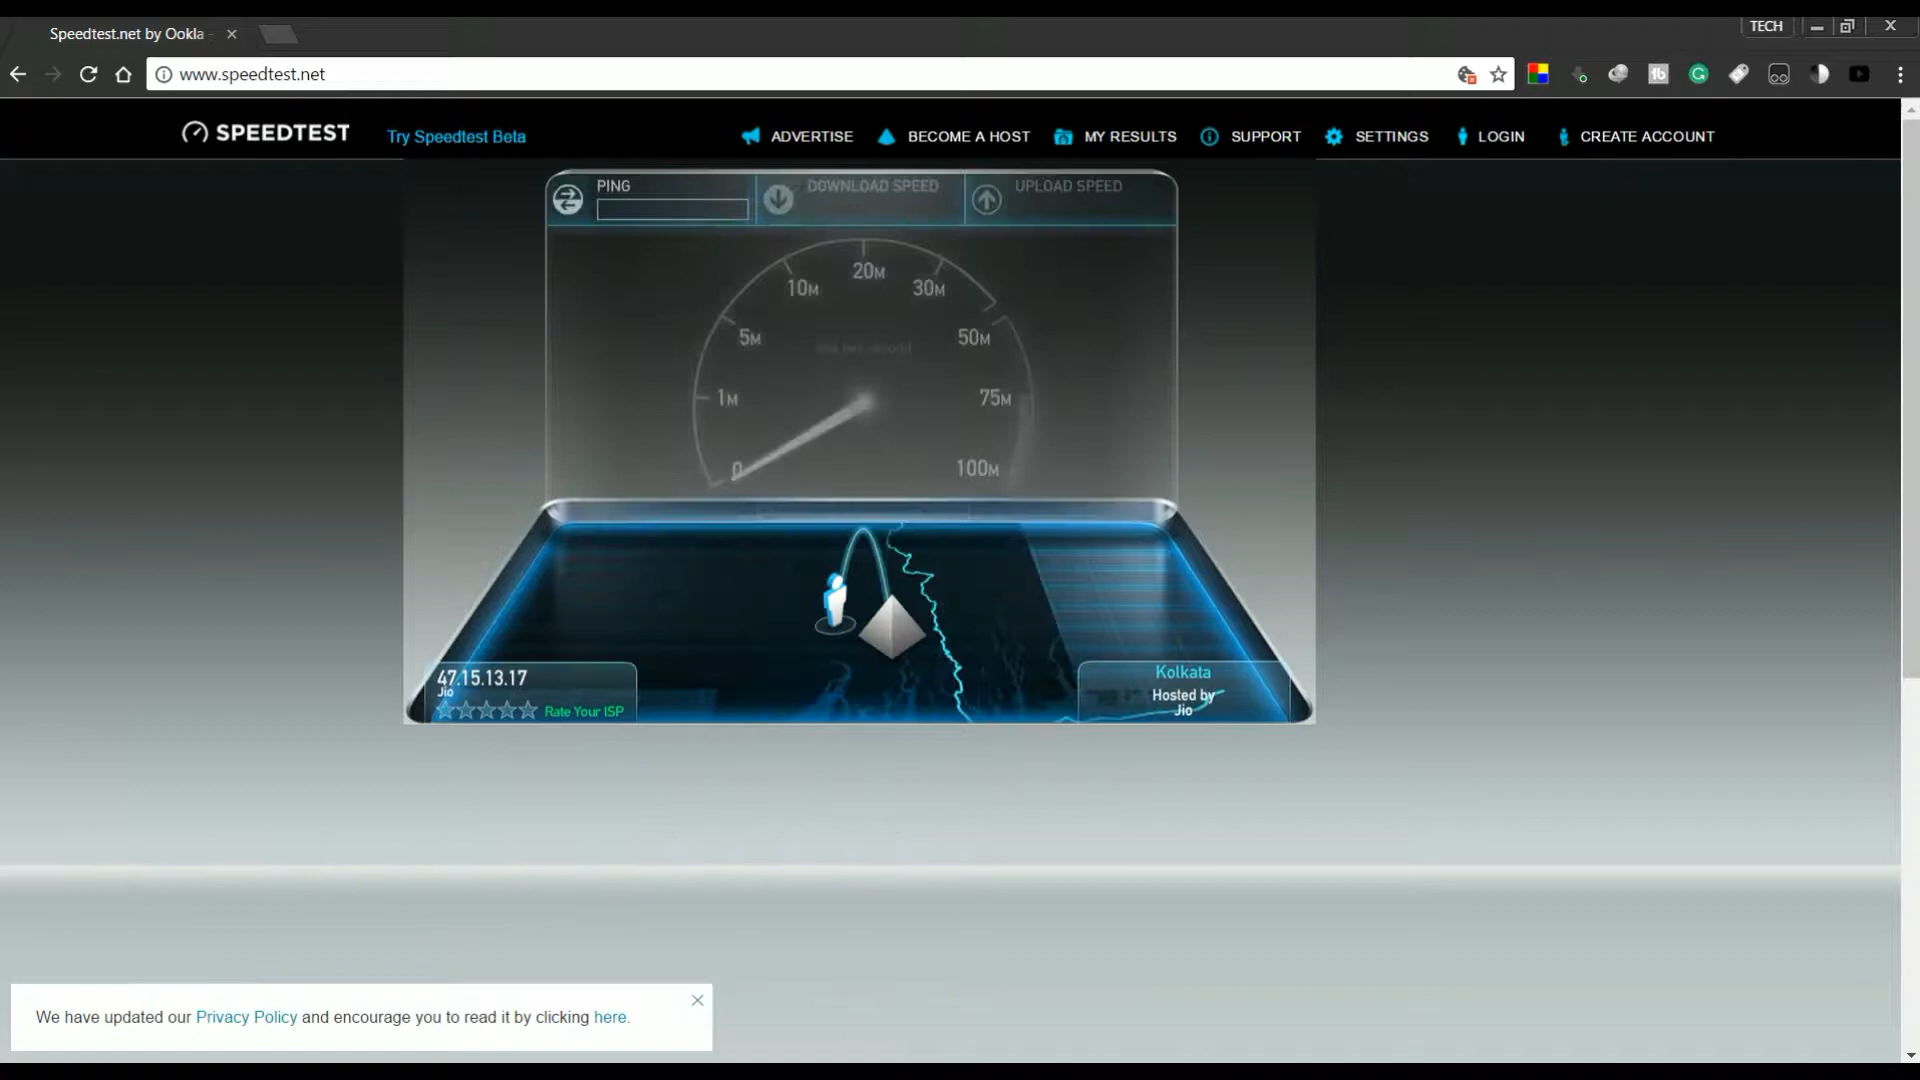 Speedtest.net by Ookla -
TECH
www.speedtest.net
SPEEDTEST
Try Speedtest Beta
ADVERTISE
BECOME A HOST
MY RESULTS
SUPPORT
SETTINGS
LOGIN
CREATE ACCOUNT
PING
DOWNLOAD SPEED
UPLOAD SPEED
0
1M
5M
10M
20M
30M
50M
75M
100M
47.15.13.17
Jio
Rate Your ISP
Kolkata
Hosted by
Jio
We have updated our Privacy Policy and encourage you to read it by clicking here.